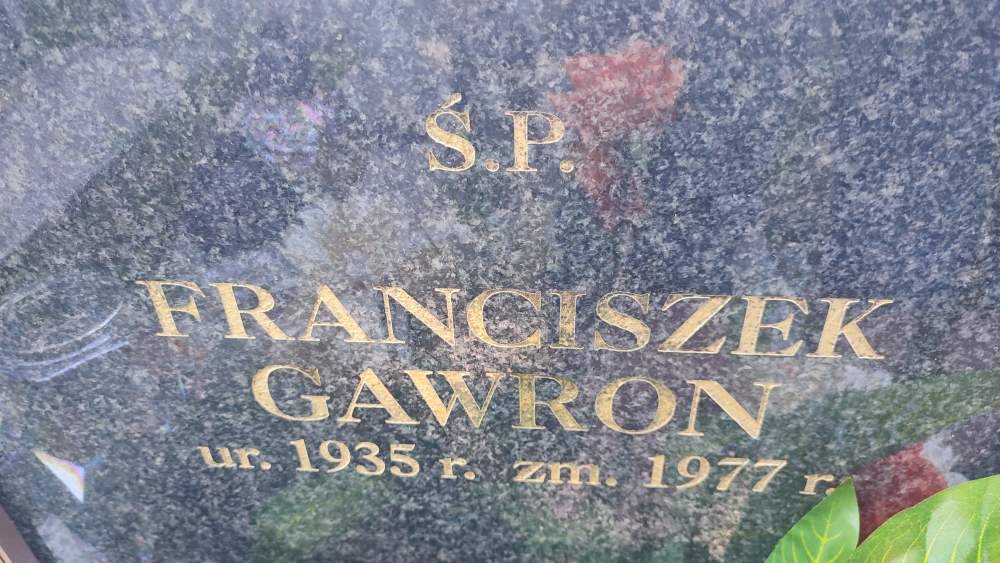 Ś.P.
FRANCISZEK
GAWRON
ur. 1935 r. zm. 1977 r.